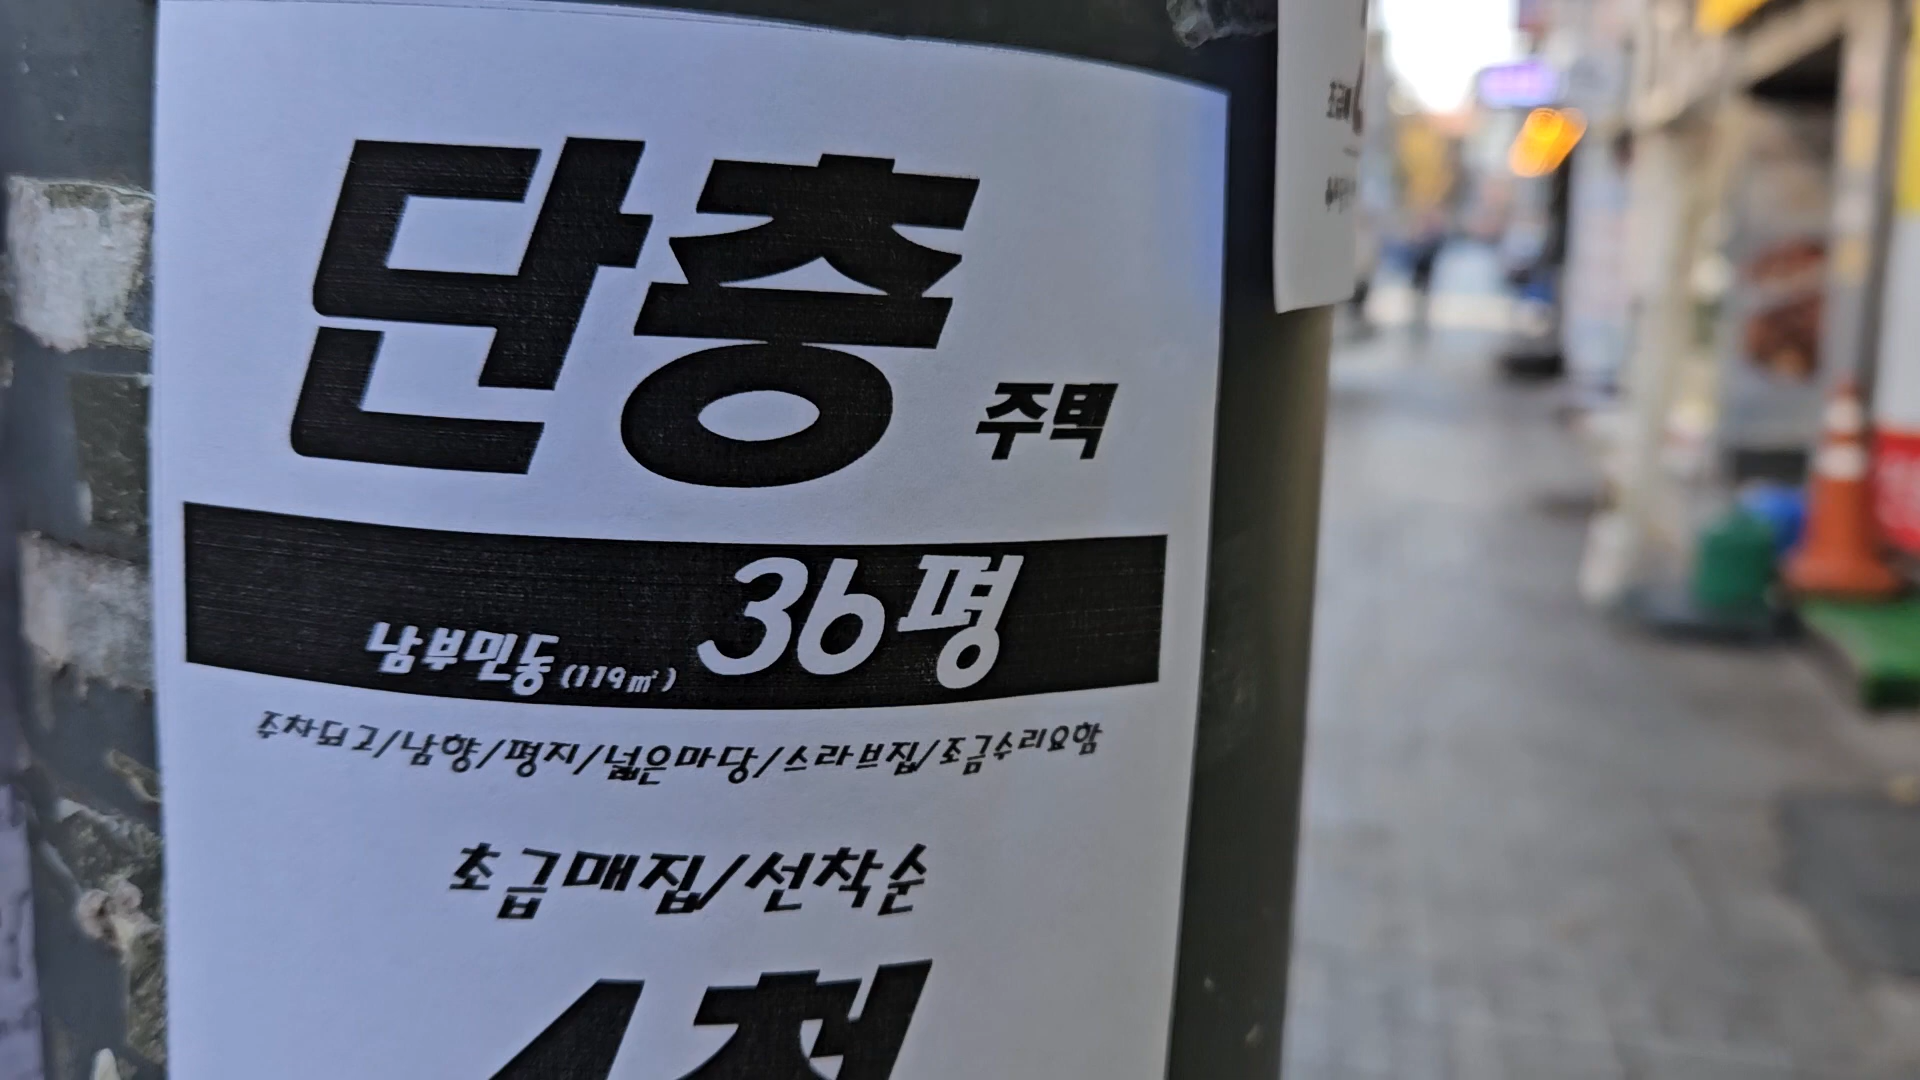 단층 주택
남부민동 (119㎡) 36평
주차되고/남향/평지/넓은마당/스라브집/조금수리요함
초급매집/선착순